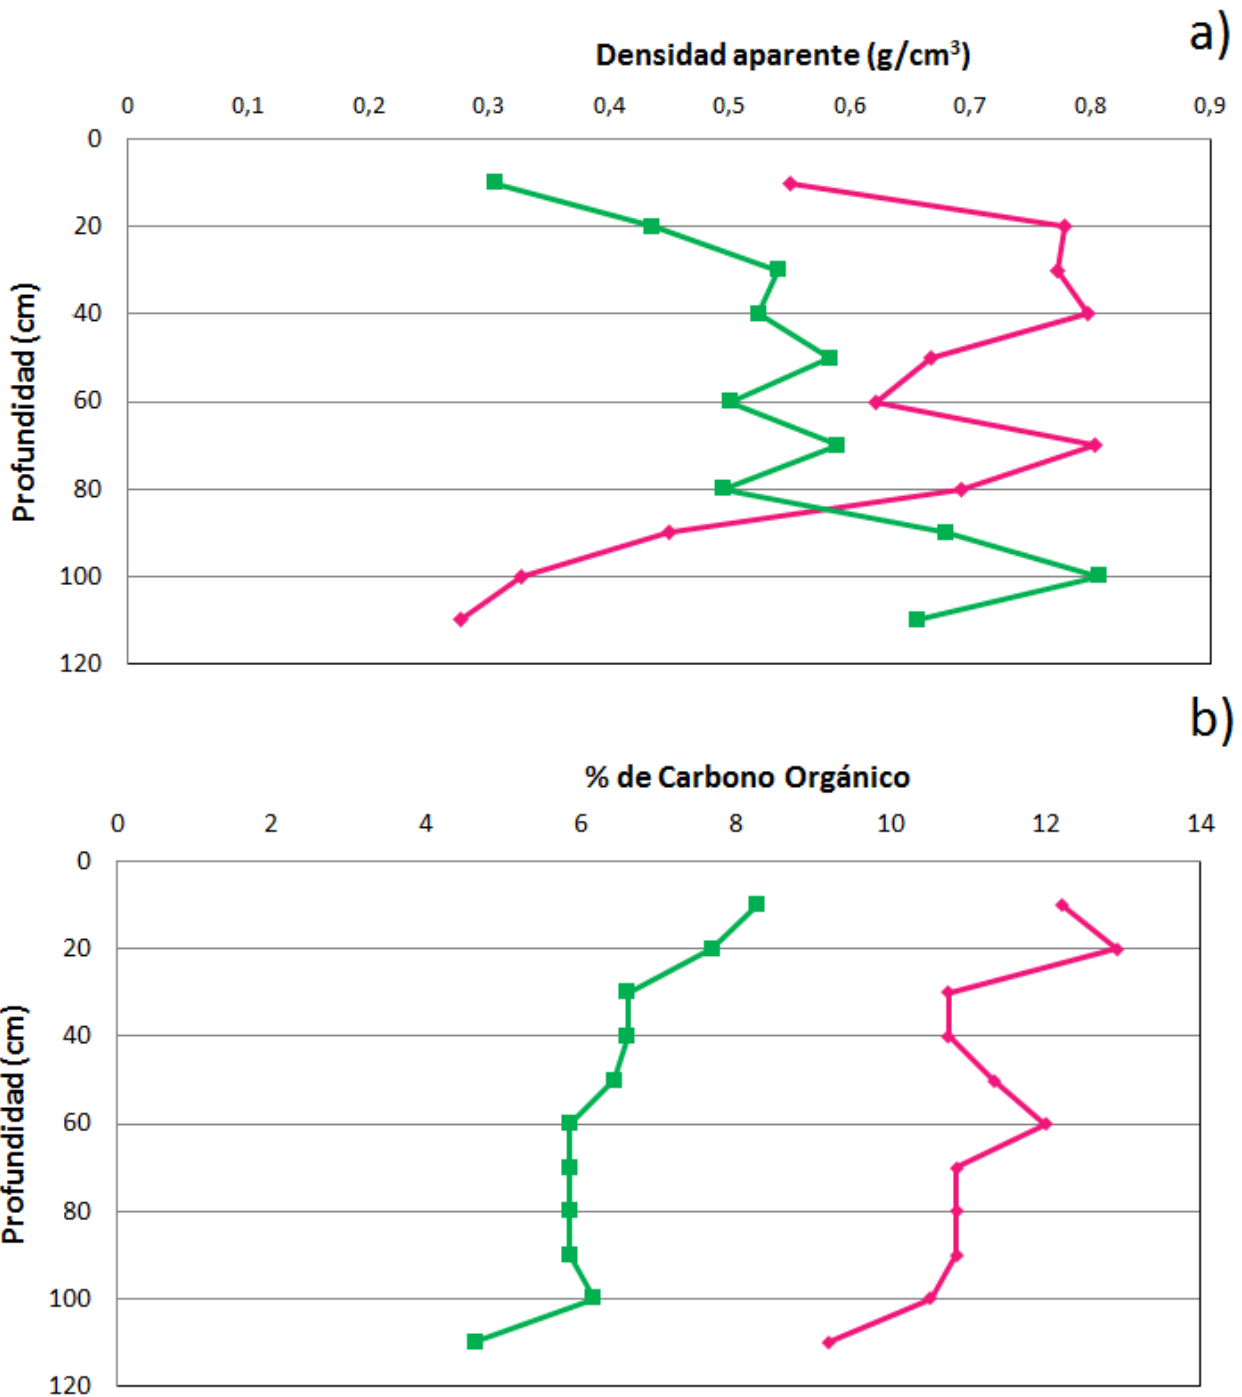 a)
Densidad aparente (g/cm³)
0 0,1 0,2 0,3 0,4 0,5 0,6 0,7 0,8 0,9
0
20
40
60
80
100
120
Profundidad (cm)
b)
% de Carbono Orgánico
0 2 4 6 8 10 12 14
0
20
40
60
80
100
120
Profundidad (cm)